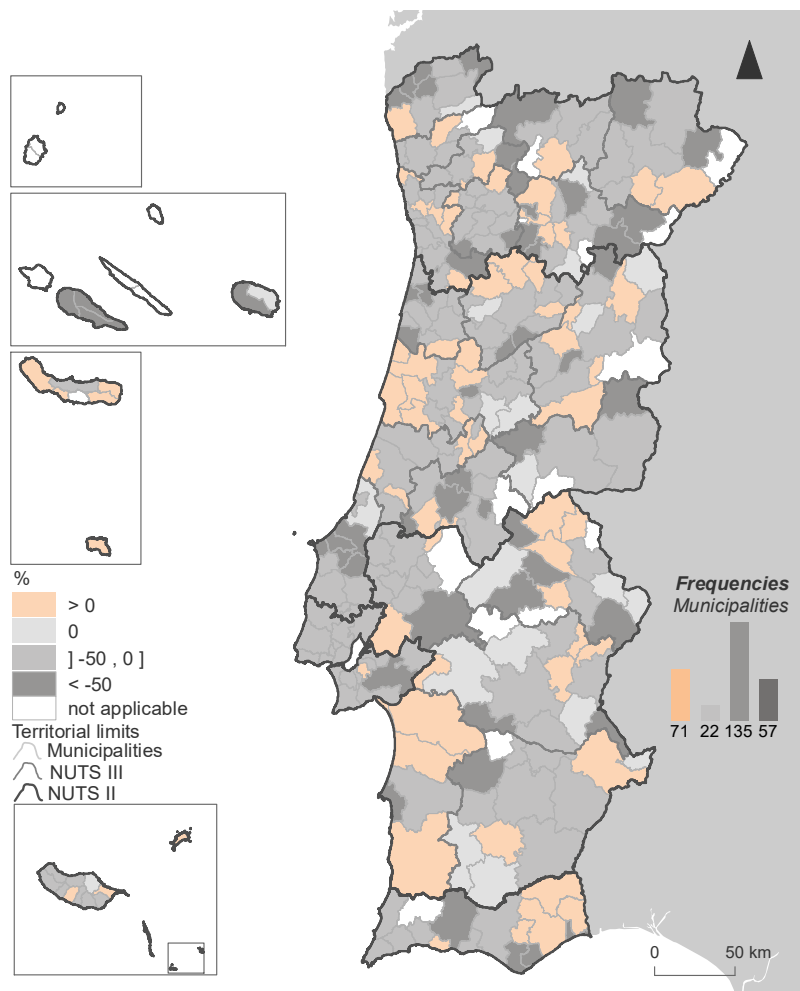 %
> 0
0
] -50 , 0 ]
< -50
not applicable
Territorial limits
Municipalities
NUTS III
NUTS II
Frequencies
Municipalities
71 22 135 57
0 50 km